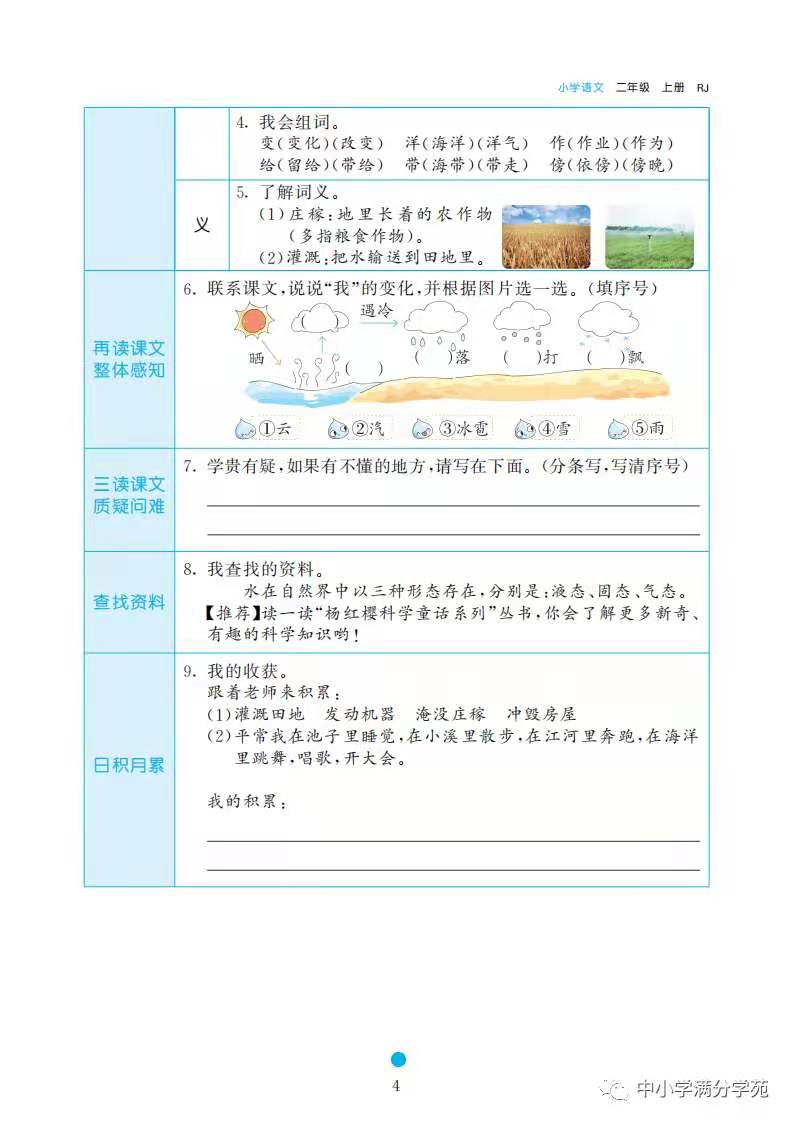 小学语文 二年级 上册 RJ
4. 我会组词。
变(变化)(改变) 洋(海洋)(洋气) 作(作业)(作为)
给(留给)(带给) 带(海带)(带走) 傍(依傍)(傍晚)
义
5. 了解词义。
(1)庄稼:地里长着的农作物
(多指粮食作物)。
(2)灌溉:把水输送到田地里。
再读课文
整体感知
6. 联系课文,说说“我”的变化,并根据图片选一选。(填序号)
遇冷
( )
晒
( )
( )落
( )打
( )飘
①云 ②汽 ③冰雹 ④雪 ⑤雨
三读课文
质疑问难
7. 学贵有疑,如果有不懂的地方,请写在下面。(分条写,写清序号)
查找资料
8. 我查找的资料。
水在自然界中以三种形态存在,分别是:液态、固态、气态。
【推荐】读一读“杨红樱科学童话系列”丛书,你会了解更多新奇、
有趣的科学知识哟!
日积月累
9. 我的收获。
跟着老师来积累:
(1)灌溉田地 发动机器 淹没庄稼 冲毁房屋
(2)平常我在池子里睡觉,在小溪里散步,在江河里奔跑,在海洋
里跳舞,唱歌,开大会。
我的积累:
4
中小学满分学苑